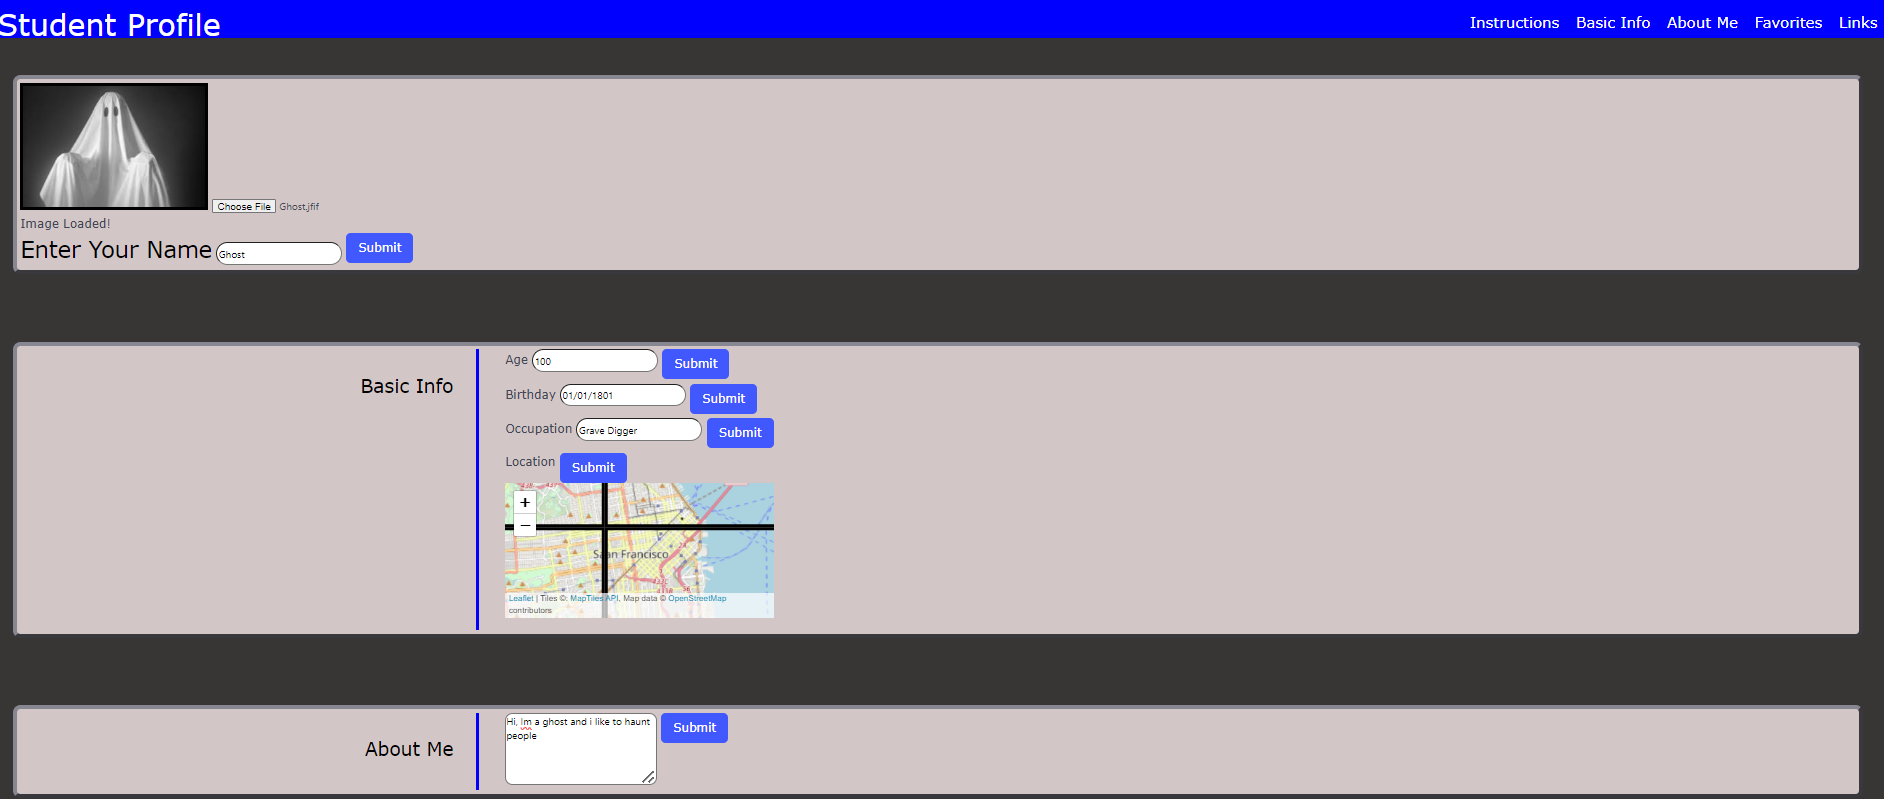 Student Profile
Instructions Basic Info About Me Favorites Links
Choose File Ghost.jfif
Image Loaded!
Enter Your Name Ghost Submit
Basic Info
Age 100 Submit
Birthday 01/01/1801 Submit
Occupation Grave Digger Submit
Location Submit
+
−
San Francisco
Leaflet | Tiles ©: MapTiles API, Map data © OpenStreetMap
contributors
About Me
Hi, Im a ghost and i like to haunt
people
Submit